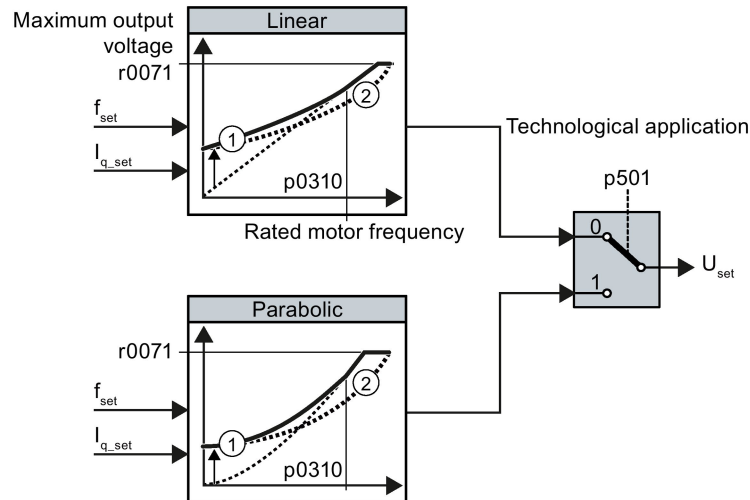 Maximum output
voltage
r0071
Linear
f_set
I_q_set
1
2
p0310
Rated motor frequency
Technological application
p501
0
1
U_set
Parabolic
r0071
f_set
I_q_set
1
2
p0310